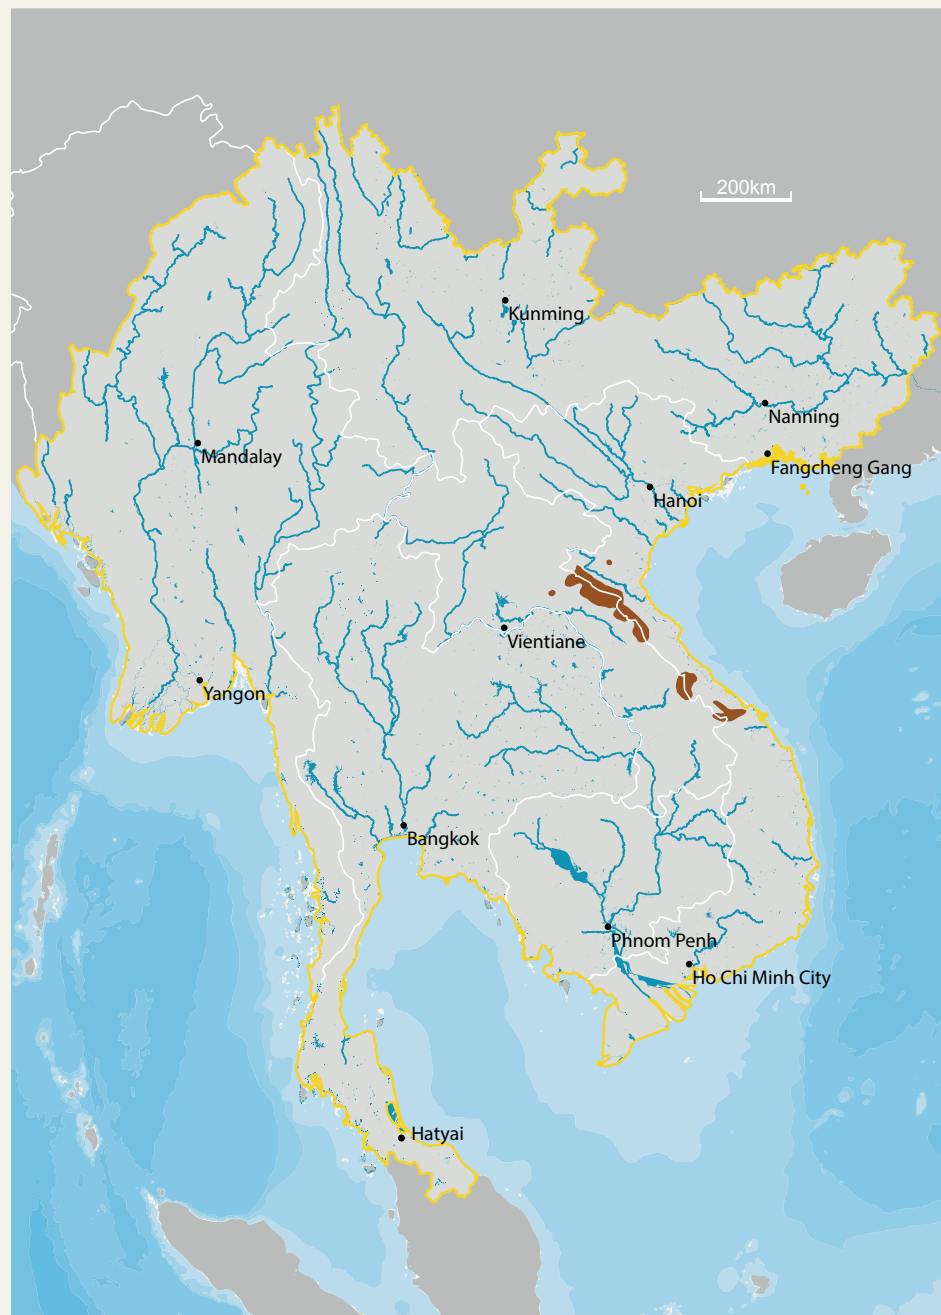 200km
Kunming
Nanning
Mandalay
Fangcheng Gang
Hanoi
Vientiane
Yangon
Bangkok
Phnom Penh
Ho Chi Minh City
Hatyai